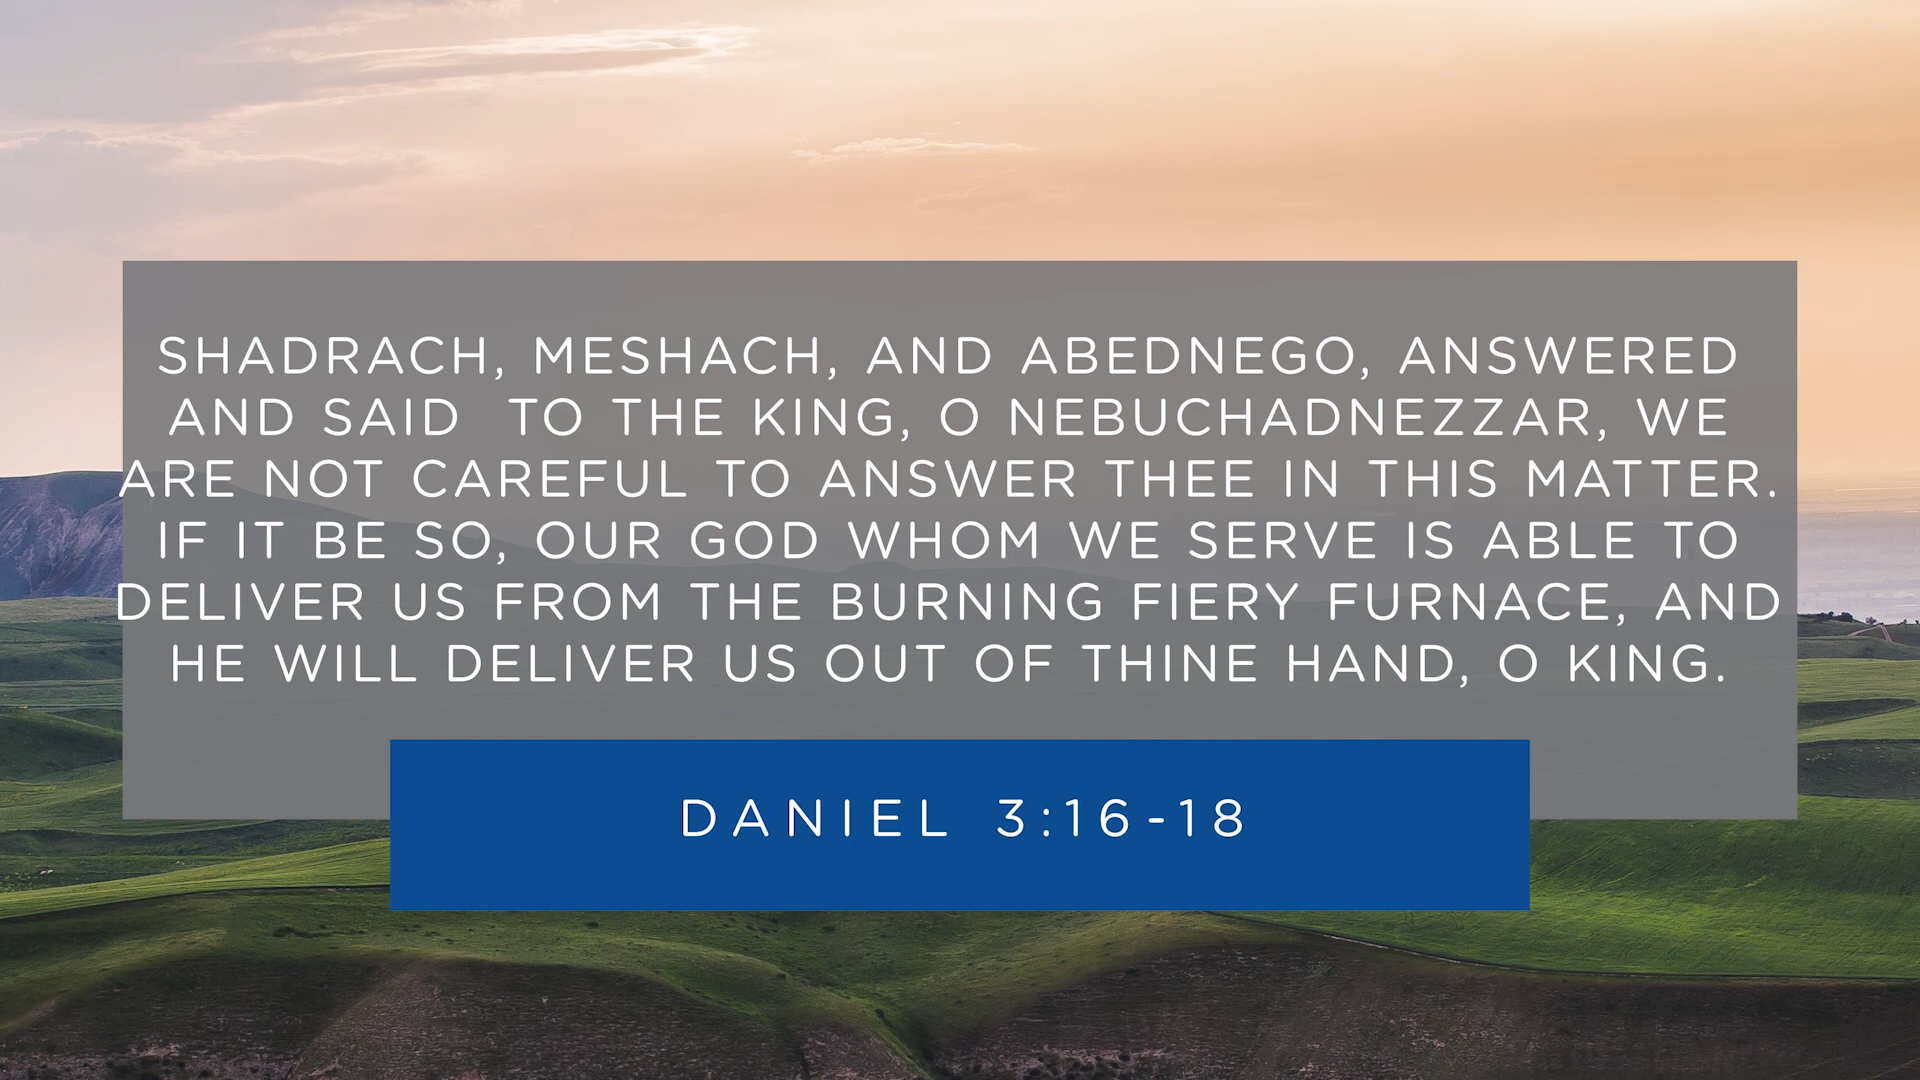 SHADRACH, MESHACH, AND ABEDNEGO, ANSWERED
AND SAID  TO THE KING, O NEBUCHADNEZZAR, WE
ARE NOT CAREFUL TO ANSWER THEE IN THIS MATTER.
IF IT BE SO, OUR GOD WHOM WE SERVE IS ABLE TO
DELIVER US FROM THE BURNING FIERY FURNACE, AND
HE WILL DELIVER US OUT OF THINE HAND, O KING.
DANIEL 3:16-18